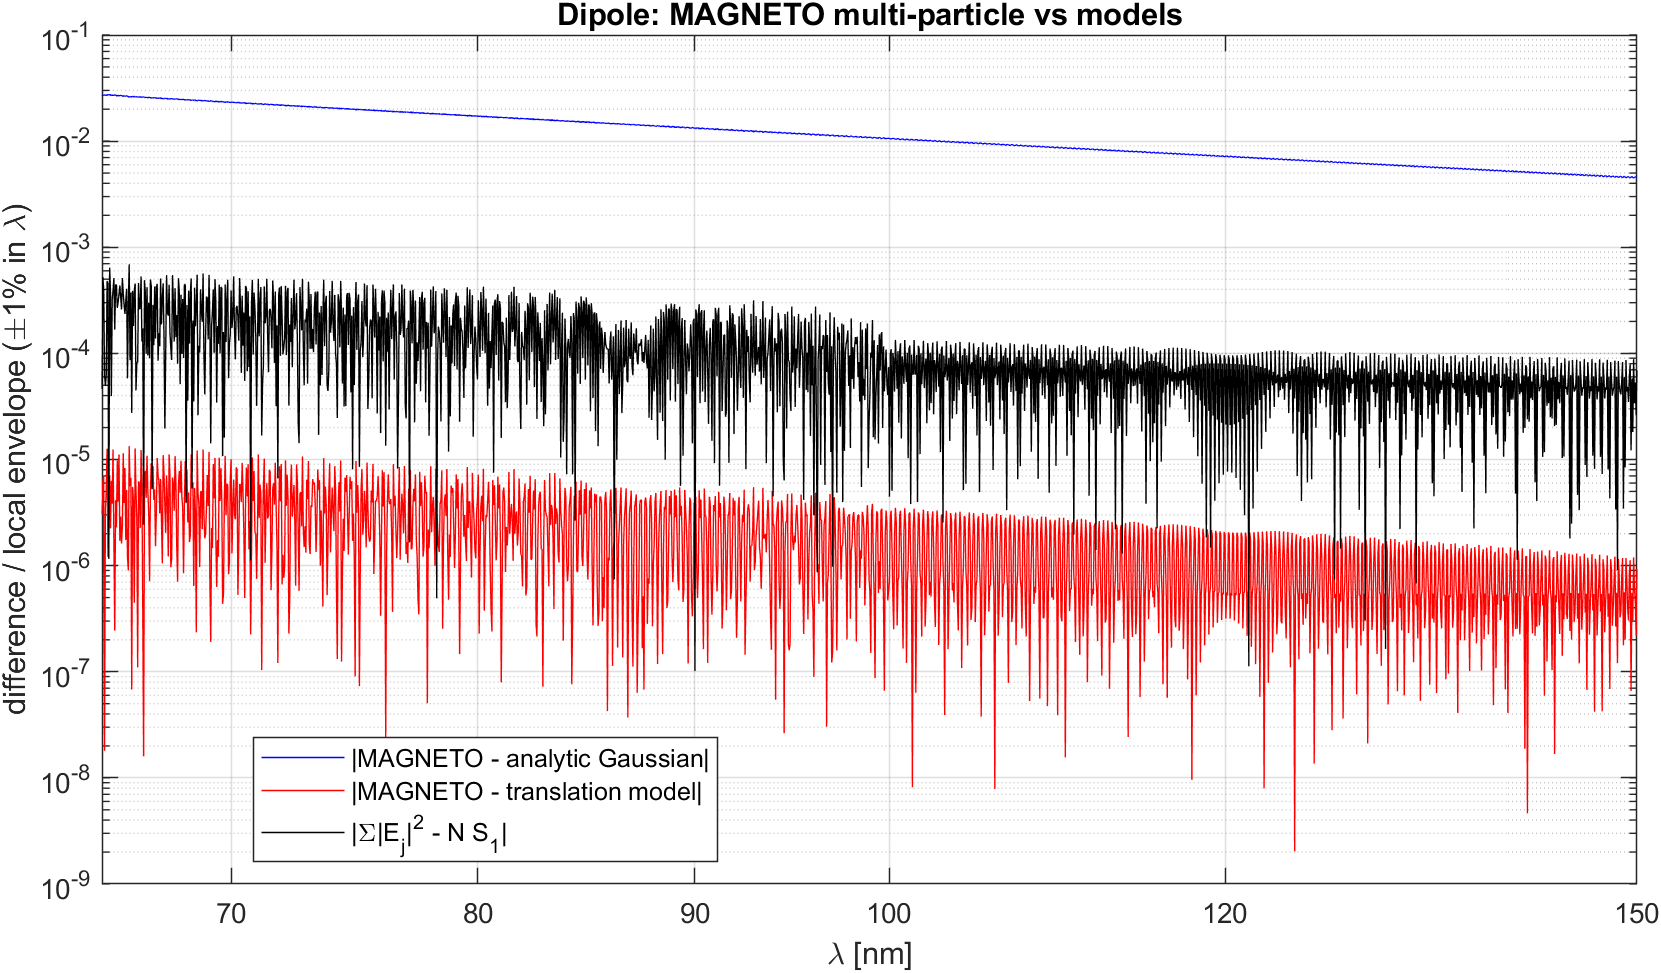 Dipole: MAGNETO multi-particle vs models
10^-1
10^-2
10^-3
10^-4
10^-5
10^-6
10^-7
10^-8
10^-9
difference / local envelope (±1% in λ)
|MAGNETO - analytic Gaussian|
|MAGNETO - translation model|
|Σ|E_j|^2 - N S_1|
70 80 90 100 120 150
λ [nm]